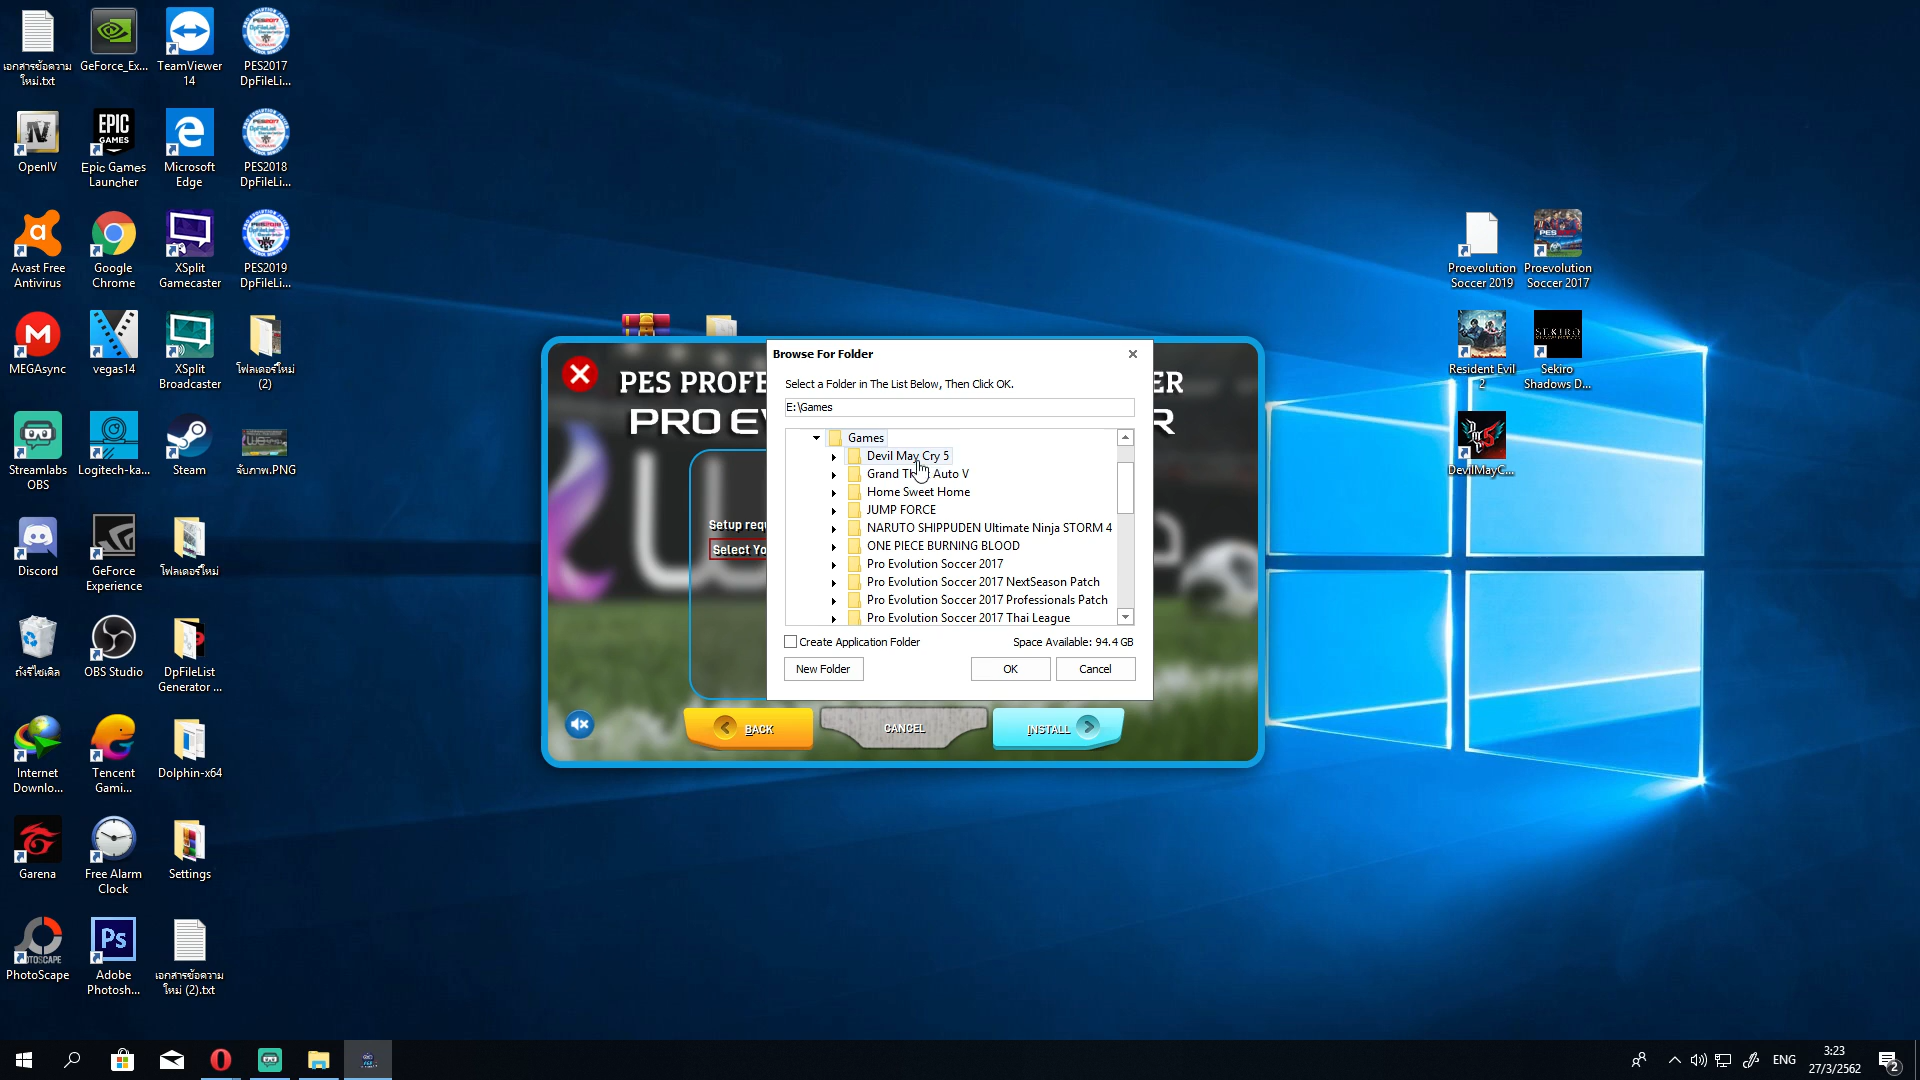 เอกสารข้อความ
ใหม่.txt
GeForce_Ex...
TeamViewer
14
PES2017
DpFileLi...
OpenIV
Epic Games
Launcher
Microsoft
Edge
PES2018
DpFileLi...
Avast Free
Antivirus
Google
Chrome
XSplit
Gamecaster
PES2019
DpFileLi...
MEGAsync
vegas14
XSplit
Broadcaster
โฟลเดอร์ใหม่
(2)
Streamlabs
OBS
Logitech-ka...
Steam
จับภาพ.PNG
Discord
GeForce
Experience
โฟลเดอร์ใหม่
ถังรีไซเคิล
OBS Studio
DpFileList
Generator ...
Internet
Downlo...
Tencent
Gami...
Dolphin-x64
Garena
Free Alarm
Clock
Settings
PhotoScape
Adobe
Photosh...
เอกสารข้อความ
ใหม่ (2).txt
Proevolution
Soccer 2019
Proevolution
Soccer 2017
Resident Evil
2
Sekiro
Shadows D...
DevilMayC...
PES PROFE
ER
PRO EV
R
Setup requ
Select Yo
BACK
CANCEL
INSTALL
Browse For Folder
Select a Folder in The List Below, Then Click OK.
E:\Games
Games
Devil May Cry 5
Grand Th Auto V
Home Sweet Home
JUMP FORCE
NARUTO SHIPPUDEN Ultimate Ninja STORM 4
ONE PIECE BURNING BLOOD
Pro Evolution Soccer 2017
Pro Evolution Soccer 2017 NextSeason Patch
Pro Evolution Soccer 2017 Professionals Patch
Pro Evolution Soccer 2017 Thai League
Create Application Folder
Space Available: 94.4 GB
New Folder
OK
Cancel
ENG
3:23
27/3/2562
2